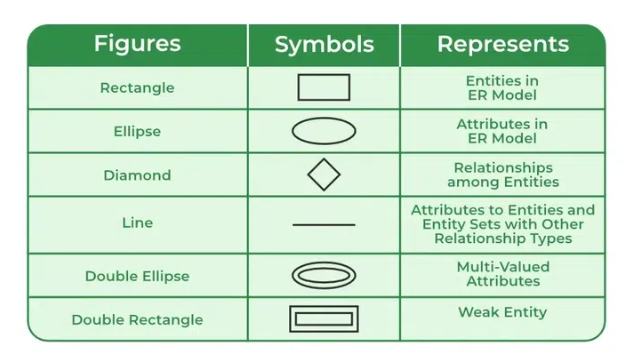 Figures Symbols Represents
Rectangle
Entities in
ER Model
Ellipse
Attributes in
ER Model
Diamond
Relationships
among Entities
Line
Attributes to Entities and
Entity Sets with Other
Relationship Types
Double Ellipse
Multi-Valued
Attributes
Double Rectangle
Weak Entity